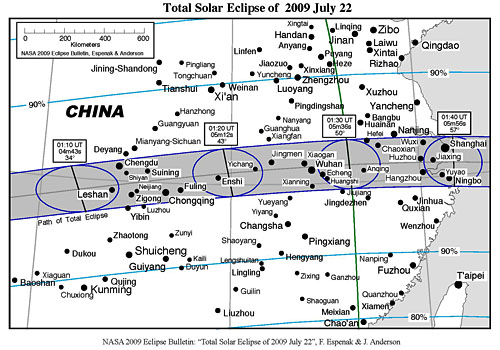 Total Solar Eclipse of 2009 July 22
0 200 400 600
Kilometers
NASA 2009 Eclipse Bulletin, Espenak & Anderson
Xingtai
Linqing
Zibo
Handan
Jinan
Laiwu
Qingdao
Linfen
Anyang
Xintai
Puyang
Rizhao
Jining-Shandong
Pingliang
Jiaozuo
Heze
Tongchuan
Yuncheng
Xinxiang
Zhengzhou
Tianshui
Weinan
Luoyang
Xuzhou
Xi'an
90%
CHINA
Hanzhong
Pingdingshan
Yancheng
Guangyuan
Nanyang
Bangbu
Huainan
Guanghua
Xiangfan
Hefei
Nanjing
Mianyang-Sichuan
Deyang
01:10 UT
04m43s
34°
01:20 UT
05m12s
43°
01:30 UT
05m36s
50°
01:40 UT
05m56s
57°
Chengdu
Jingmen
Xiaogan
Chaoxian
Wuxi
Shanghai
Shiyan
Suining
Yichang
Wuhan
Huzhou
Jiaxing
Leshan
Neijiang
Fuling
Enshi
Echeng
Anqing
Hangzhou
Yuyao
Zigong
Chongqing
Xianning
Huangshi
Ningbo
Yibin
Luzhou
Path of Total Eclipse
Yueyang
Jiujiang
Jingdezhen
Jinhua
Quxian
Yiyang
Zhaotong
Zunyi
Changsha
Wenzhou
Dukou
Shuicheng
Shaoyang
Pingxiang
Guiyang
Kaili
Duyun
Lengshuitan
Hengyang
Nanping
90%
Xiaguan
Lingling
Fuzhou
Baoshan
Qujing
Zixing
Ganzhou
T'aipei
Chuxiong
Kunming
Guilin
Shaoguan
Quanzhou
Liuzhou
Meixian
Xiamen
Chao'an
80%
NASA 2009 Eclipse Bulletin: "Total Solar Eclipse of 2009 July 22", F. Espenak & J. Anderson